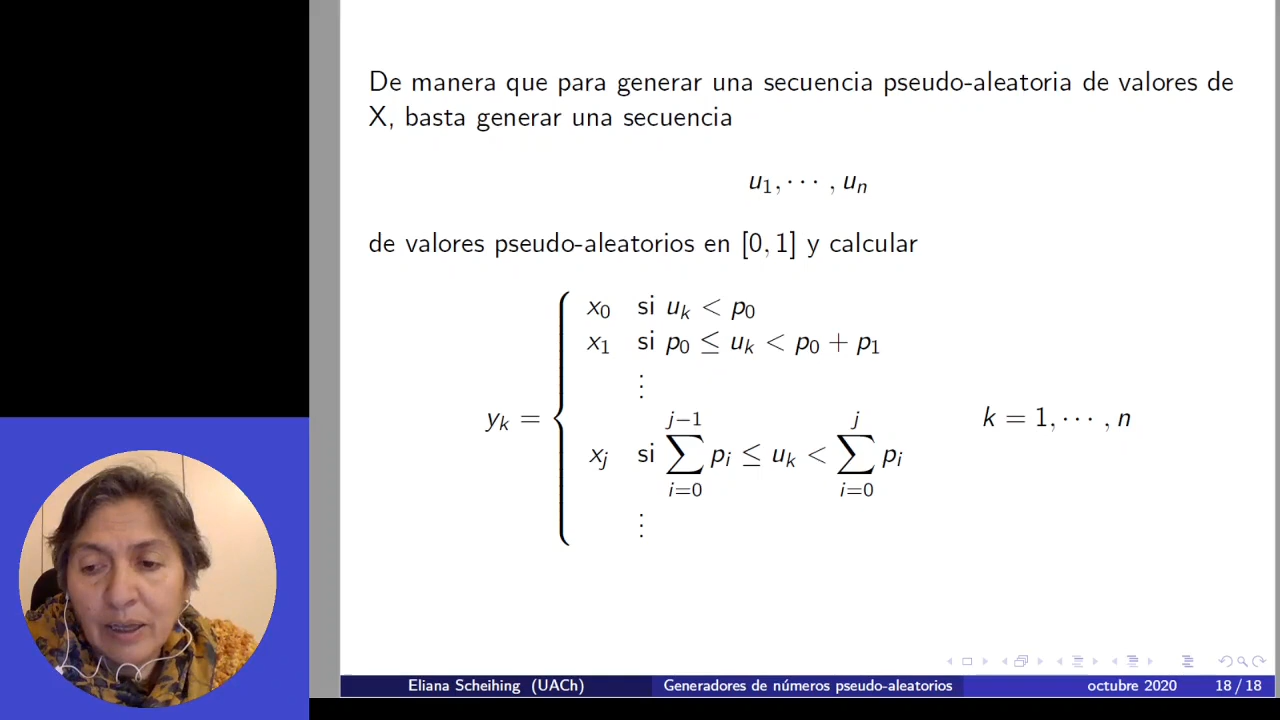 De manera que para generar una secuencia pseudo-aleatoria de valores de
X, basta generar una secuencia
u₁, ⋯ , uₙ
de valores pseudo-aleatorios en [0, 1] y calcular
yₖ = { x₀ si uₖ < p₀
x₁ si p₀ ≤ uₖ < p₀ + p₁
⋮
xⱼ si ∑_{i=0}^{j−1} pᵢ ≤ uₖ < ∑_{i=0}^{j} pᵢ
⋮
k = 1, ⋯ , n
Eliana Scheihing (UACh) Generadores de números pseudo-aleatorios octubre 2020 18 / 18